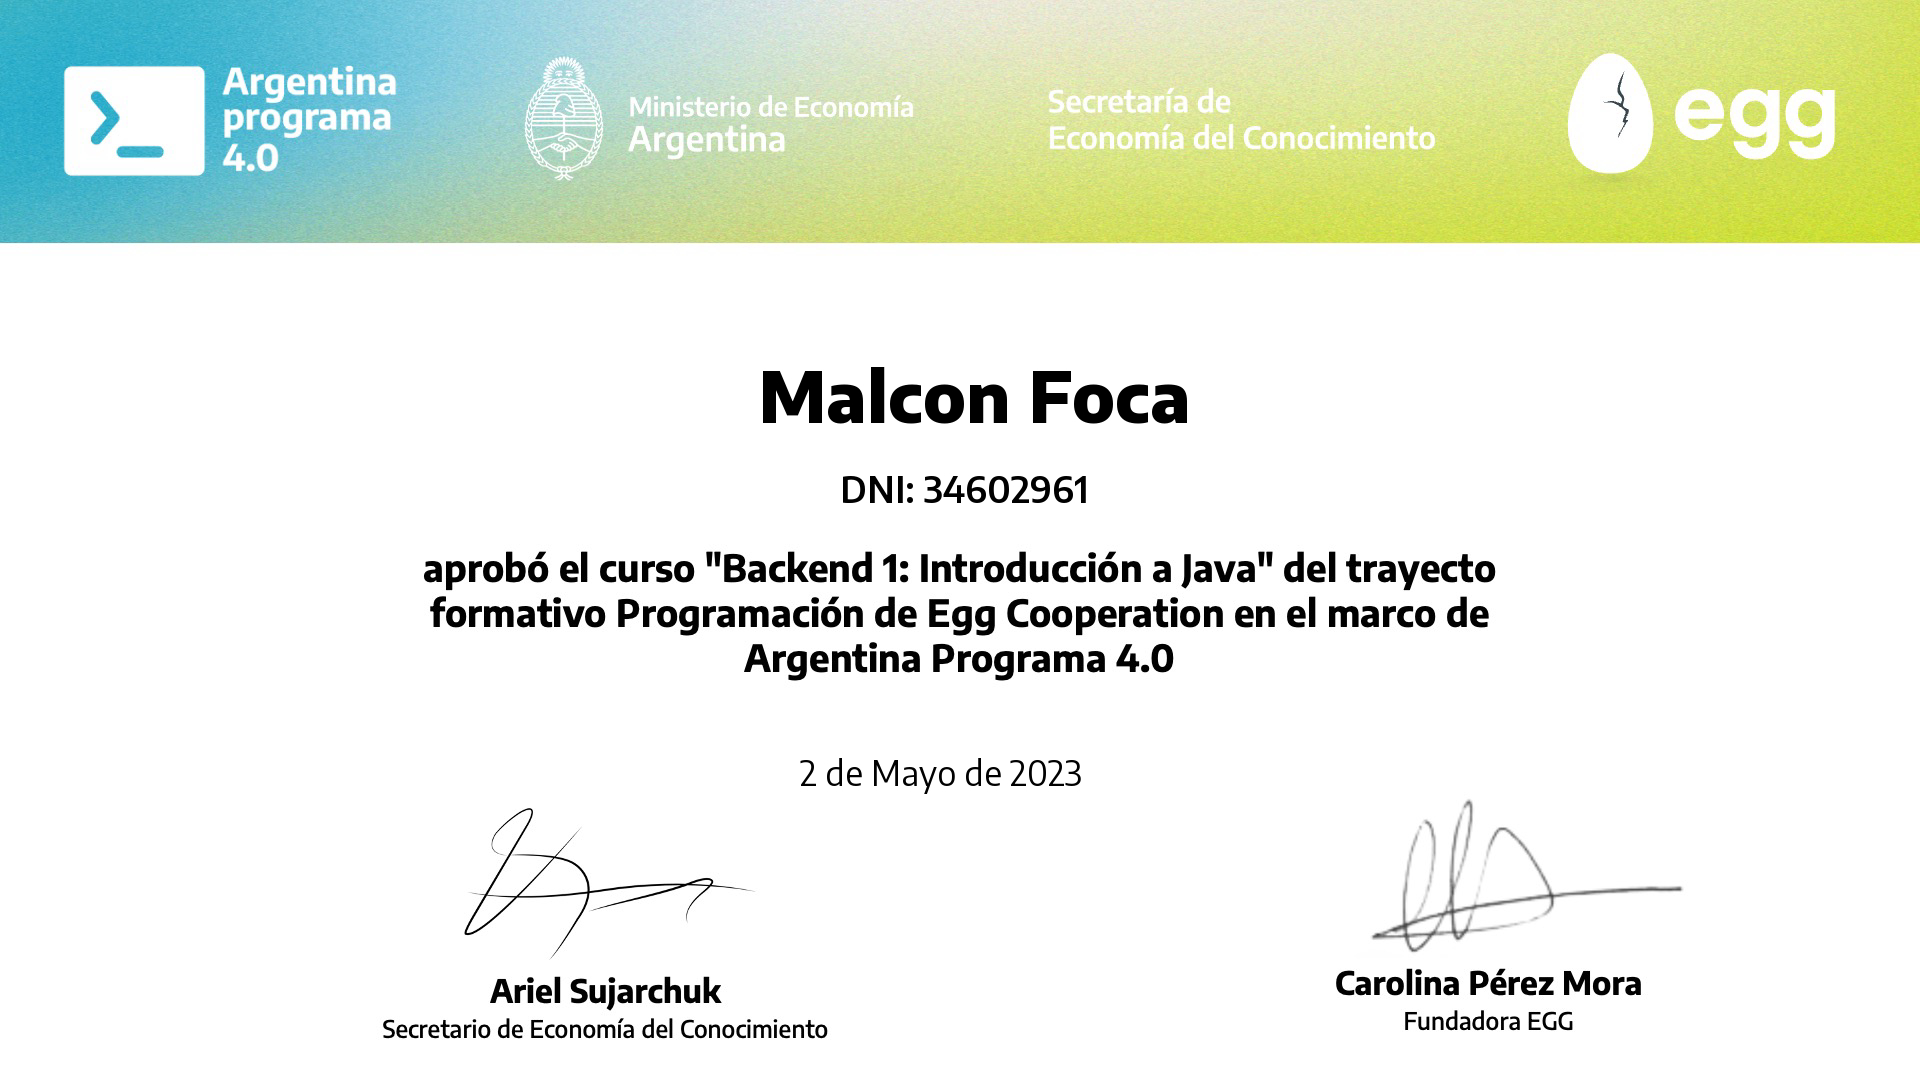 Argentina
programa
4.0
Ministerio de Economía
Argentina
Secretaría de
Economía del Conocimiento
egg
Malcon Foca
DNI: 34602961
aprobó el curso "Backend 1: Introducción a Java" del trayecto
formativo Programación de Egg Cooperation en el marco de
Argentina Programa 4.0
2 de Mayo de 2023
Ariel Sujarchuk
Secretario de Economía del Conocimiento
Carolina Pérez Mora
Fundadora EGG